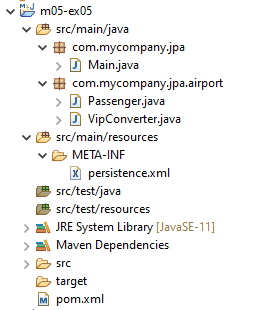 m05-ex05
src/main/java
com.mycompany.jpa
Main.java
com.mycompany.jpa.airport
Passenger.java
VipConverter.java
src/main/resources
META-INF
persistence.xml
src/test/java
src/test/resources
JRE System Library [JavaSE-11]
Maven Dependencies
src
target
pom.xml